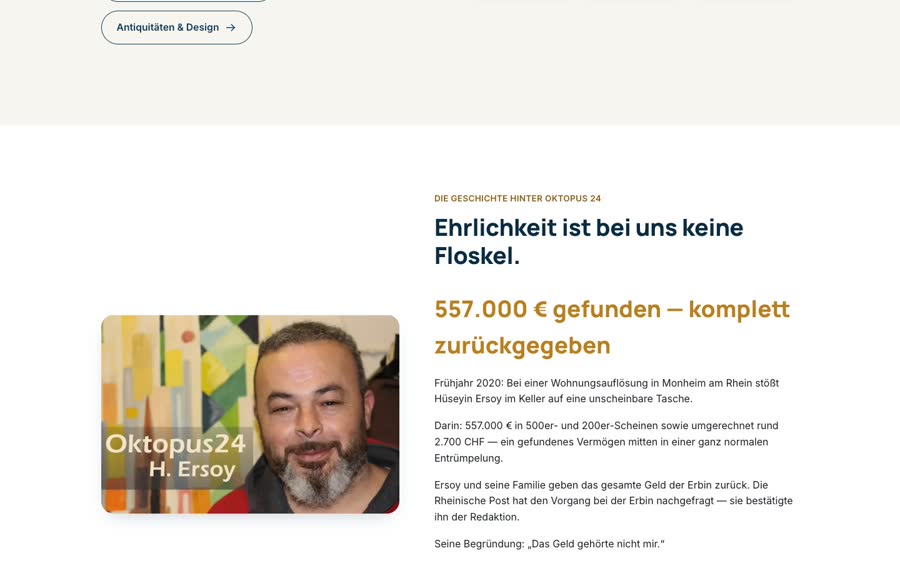 Antiquitäten & Design →
DIE GESCHICHTE HINTER OKTOPUS 24
Ehrlichkeit ist bei uns keine
Floskel.
557.000 € gefunden — komplett
zurückgegeben
Frühjahr 2020: Bei einer Wohnungsauflösung in Monheim am Rhein stößt
Hüseyin Ersoy im Keller auf eine unscheinbare Tasche.
Darin: 557.000 € in 500er- und 200er-Scheinen sowie umgerechnet rund
2.700 CHF — ein gefundenes Vermögen mitten in einer ganz normalen
Entrümpelung.
Ersoy und seine Familie geben das gesamte Geld der Erbin zurück. Die
Rheinische Post hat den Vorgang bei der Erbin nachgefragt — sie bestätigte
ihn der Redaktion.
Seine Begründung: „Das Geld gehörte nicht mir.“
Oktopus24
H. Ersoy